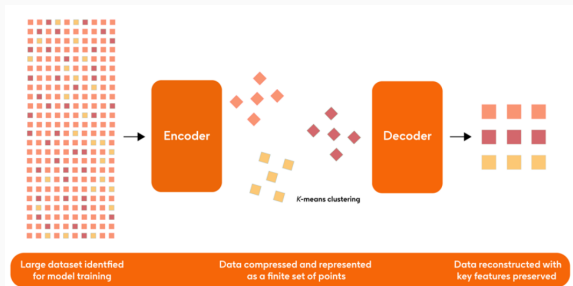 Encoder
Decoder
K-means clustering
Large dataset identfied
for model training
Data compressed and represented
as a finite set of points
Data reconstructed with
key features preserved